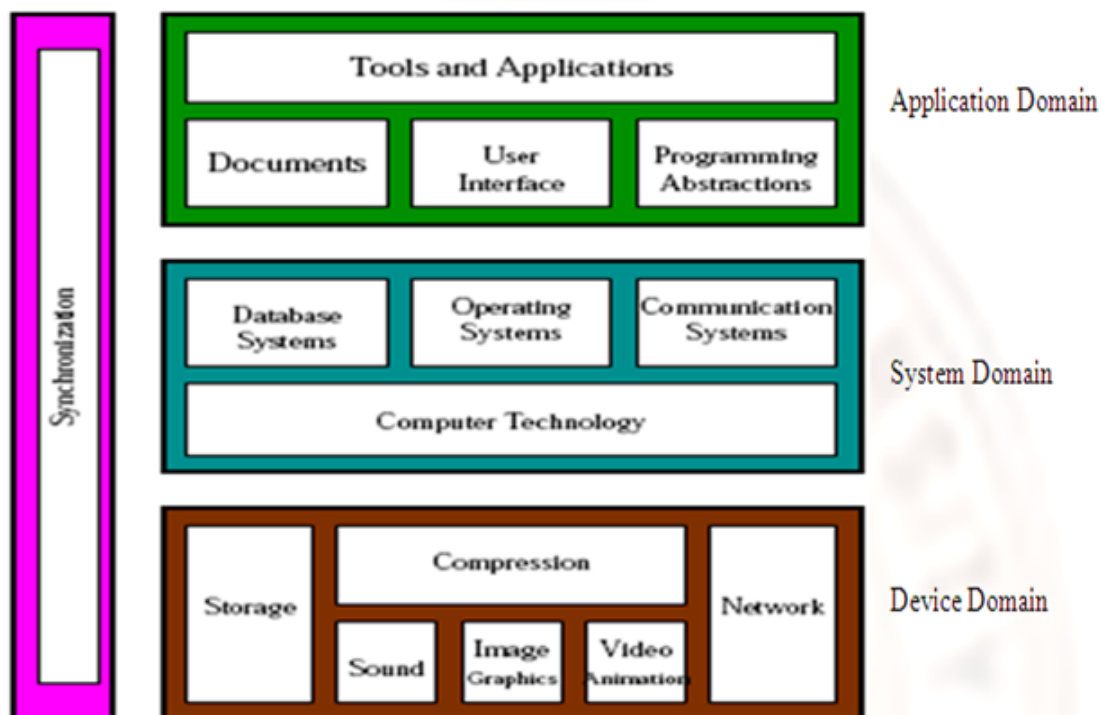 Synchronization
Tools and Applications
Documents
User
Interface
Programming
Abstractions
Application Domain
Database
Systems
Operating
Systems
Communication
Systems
Computer Technology
System Domain
Storage
Compression
Sound
Image
Graphics
Video
Animation
Network
Device Domain